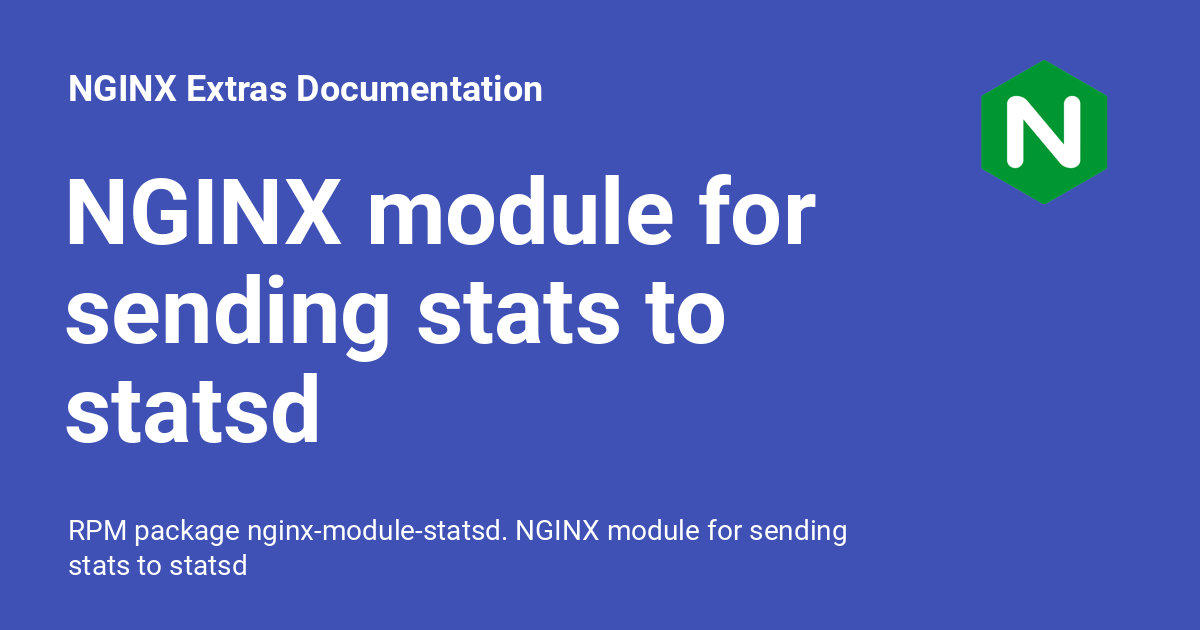 NGINX Extras Documentation
N
NGINX module for
sending stats to
statsd
RPM package nginx-module-statsd. NGINX module for sending
stats to statsd